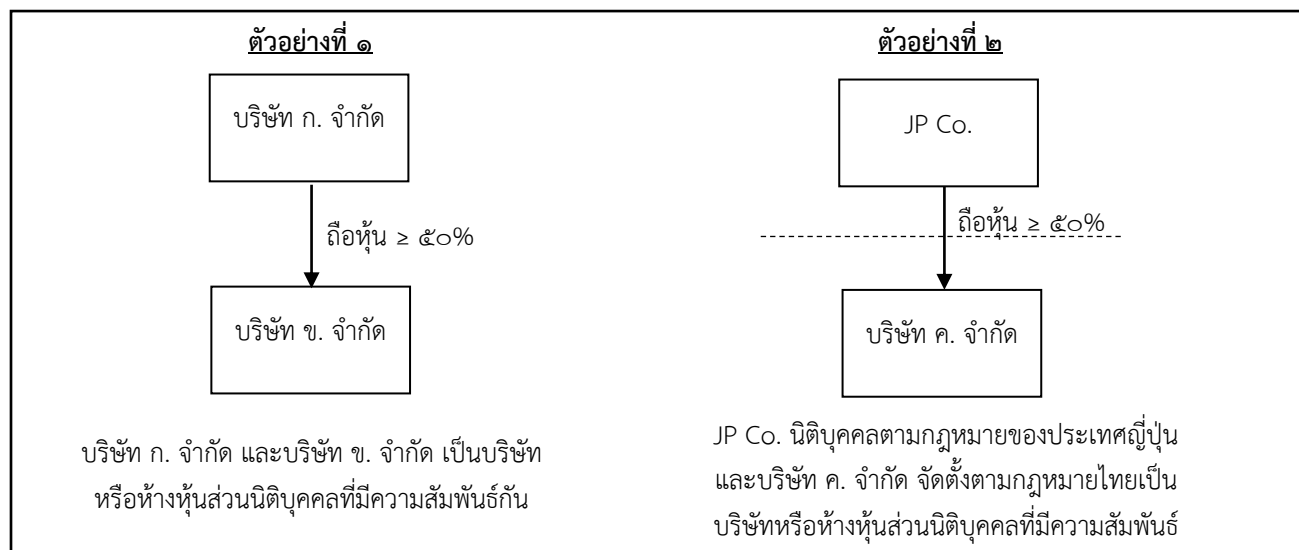 ตัวอย่างที่ ๑
บริษัท ก. จำกัด
ถือหุ้น ≥ ๕๐%
บริษัท ข. จำกัด
บริษัท ก. จำกัด และบริษัท ข. จำกัด เป็นบริษัท
หรือห้างหุ้นส่วนนิติบุคคลที่มีความสัมพันธ์กัน
ตัวอย่างที่ ๒
JP Co.
ถือหุ้น ≥ ๕๐%
บริษัท ค. จำกัด
JP Co. นิติบุคคลตามกฎหมายของประเทศญี่ปุ่น
และบริษัท ค. จำกัด จัดตั้งตามกฎหมายไทยเป็น
บริษัทหรือห้างหุ้นส่วนนิติบุคคลที่มีความสัมพันธ์